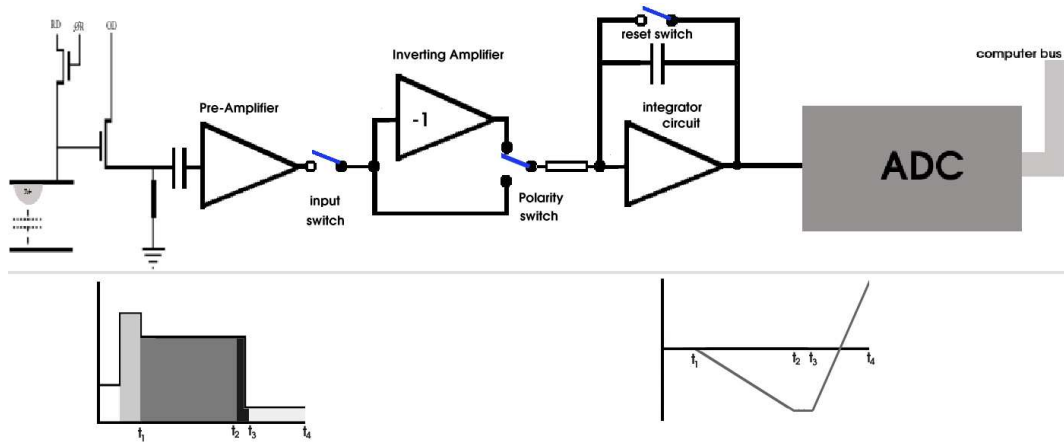 RD
OD
reset switch
computer bus
Inverting Amplifier
Pre-Amplifier
integrator
circuit
-1
ADC
input
switch
Polarity
switch
t1
t2
t3
t4
t1
t2
t3
t4